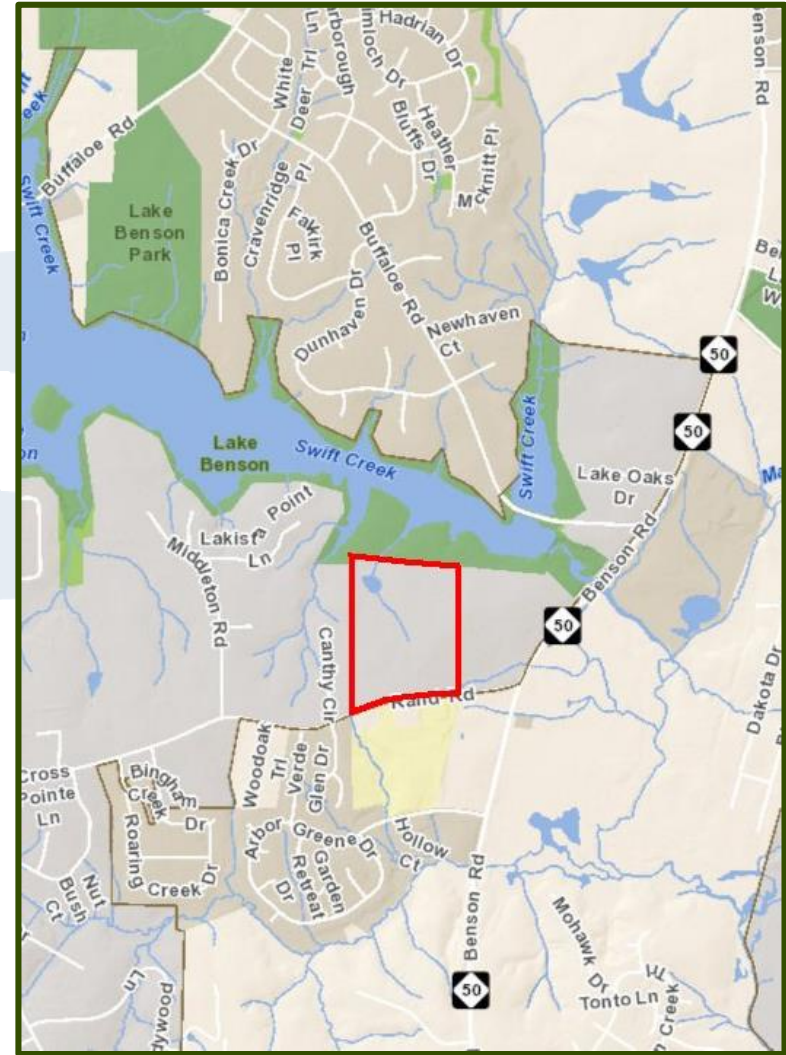 Hadrian Dr
Buffaloe Rd
White
Deer Trl
Ln
Heather
Bluffs Dr
Mcknitt Pl
Benson Rd
Swift Creek
Lake
Benson
Park
Bonica Creek Dr
Cravenridge
Pl
Falkirk
Pl
Buffaloe Rd
Dunhaven Dr
Newhaven
Ct
50
50
Lake
Benson
Swift Creek
Swift Creek
Lake Oaks
Dr
Lakista Point
Ln
Middleton Rd
Benson Rd
50
Canthy Cir
Rand Rd
Dakota Dr
Woodoak
Trl
Verde
Glen Dr
Cross
Pointe
Ln
Bingham
Creek
Dr
Roaring
Creek Dr
Arbor
Greene Dr
Hollow
Ct
Garden
Retreat
Dr
Nut
Bush
Ct
Benson Rd
Mohawk Dr
Tonto Ln
Trl
Creek
50
Ln